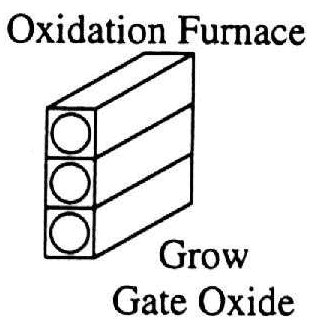 Oxidation Furnace
Grow
Gate Oxide